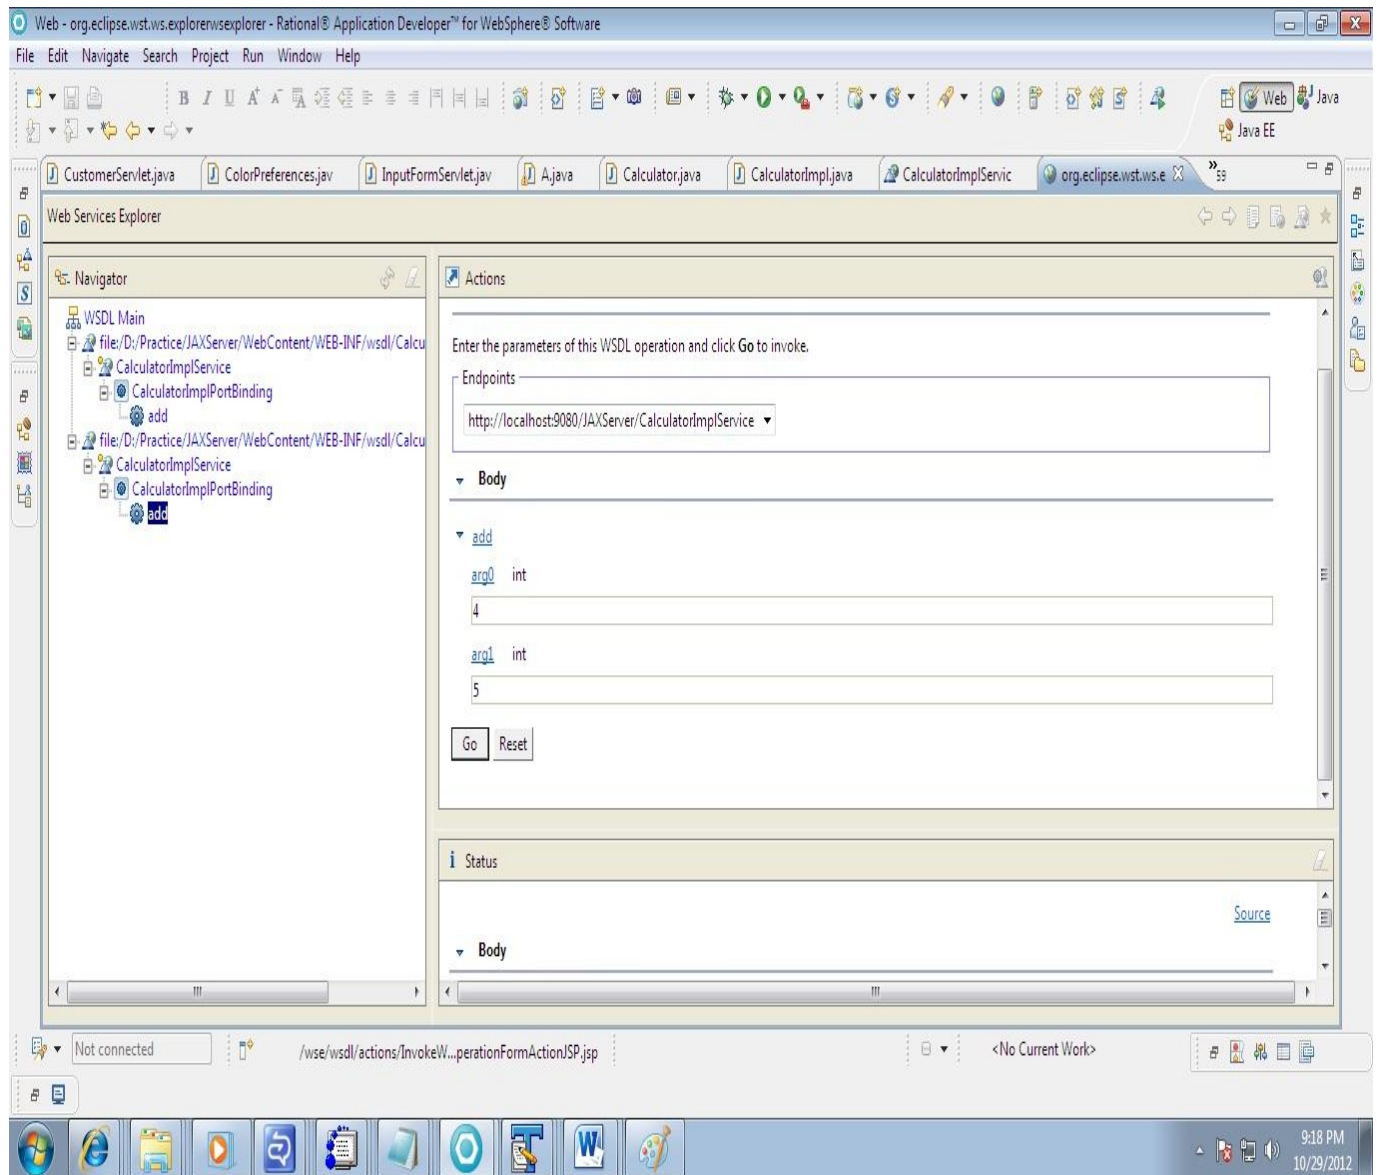 Web - org.eclipse.wst.ws.explorerwsexplorer - Rational® Application Developer™ for WebSphere® Software
File Edit Navigate Search Project Run Window Help
Web Java
Java EE
CustomerServlet.java ColorPreferences.jav InputFormServlet.jav A.java Calculator.java CalculatorImpl.java CalculatorImplServic org.eclipse.wst.ws.e »59
Web Services Explorer
Navigator
WSDL Main
file:/D:/Practice/JAXServer/WebContent/WEB-INF/wsdl/Calcu
CalculatorImplService
CalculatorImplPortBinding
add
file:/D:/Practice/JAXServer/WebContent/WEB-INF/wsdl/Calcu
CalculatorImplService
CalculatorImplPortBinding
add
Actions
Enter the parameters of this WSDL operation and click Go to invoke.
Endpoints
http://localhost:9080/JAXServer/CalculatorImplService
Body
add
arg0 int
4
arg1 int
5
Go Reset
i Status
Source
Body
Not connected /wse/wsdl/actions/InvokeW...perationFormActionJSP.jsp <No Current Work>
9:18 PM
10/29/2012